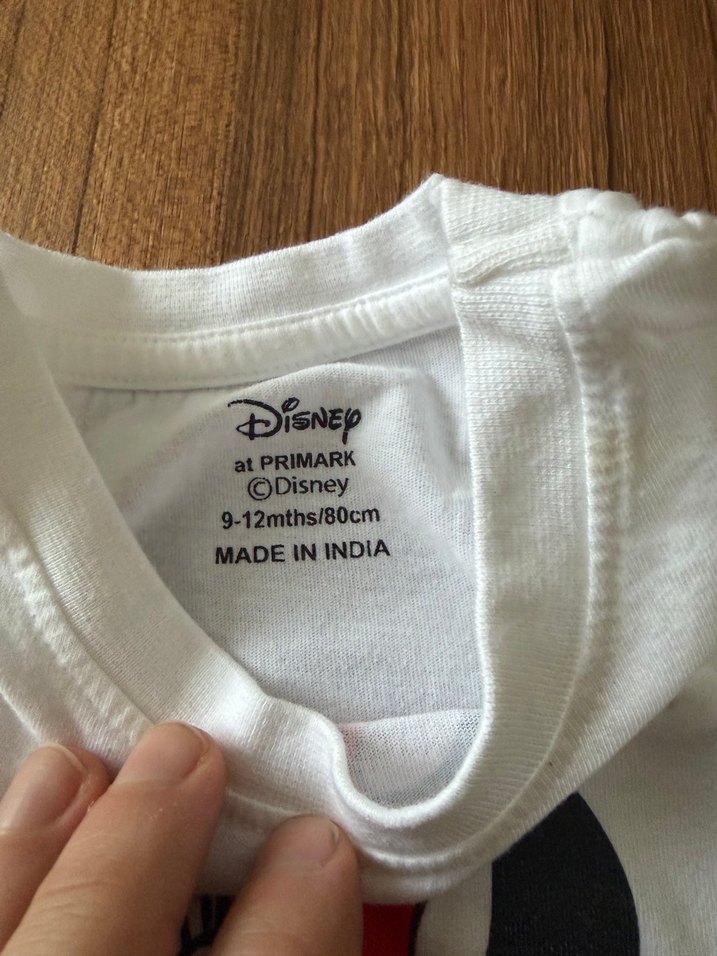 Disney
at PRIMARK
©Disney
9-12mths/80cm
MADE IN INDIA